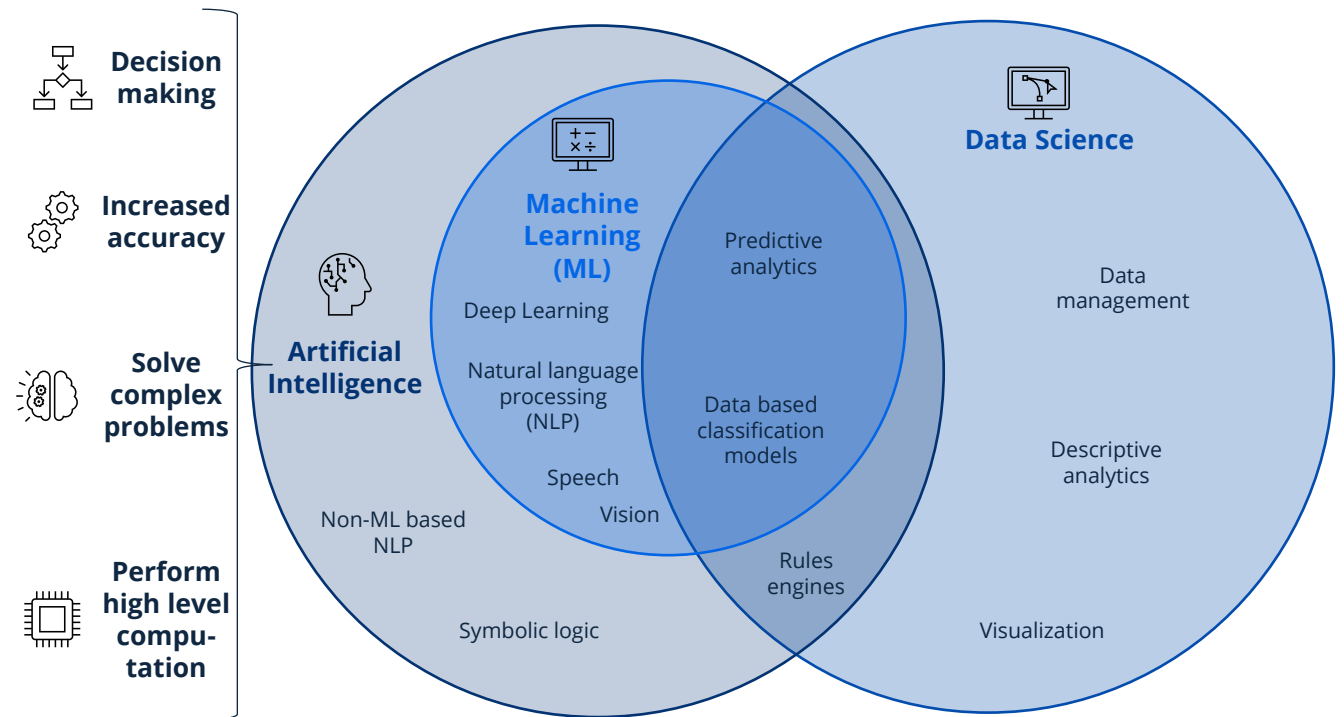 Decision
making
Increased
accuracy
Solve
complex
problems
Perform
high level
compu-
tation
Artificial
Intelligence
Non-ML based
NLP
Symbolic logic
Machine
Learning
(ML)
Deep Learning
Natural language
processing
(NLP)
Speech
Vision
Predictive
analytics
Data based
classification
models
Rules
engines
Data Science
Data
management
Descriptive
analytics
Visualization